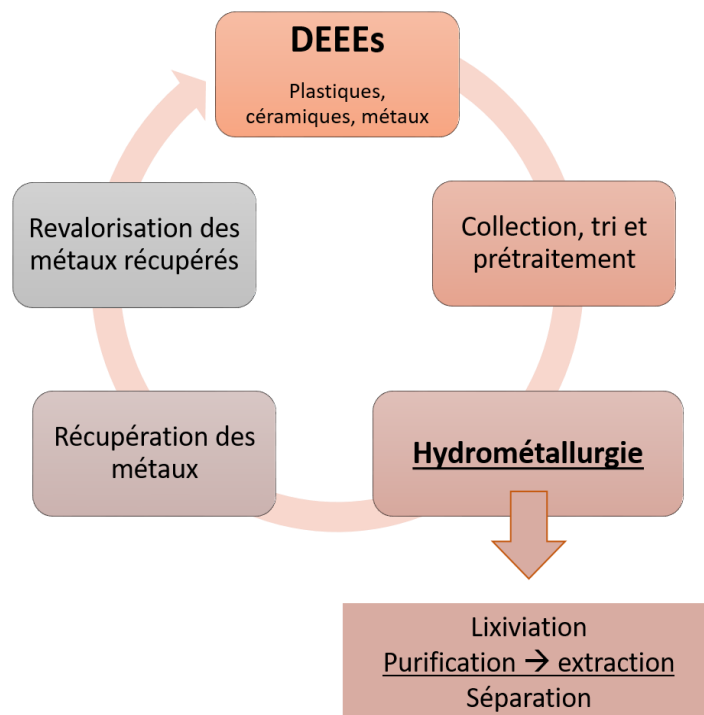 DEEEs
Plastiques,
céramiques, métaux
Collection, tri et
prétraitement
Hydrométallurgie
Lixiviation
Purification → extraction
Séparation
Récupération des
métaux
Revalorisation des
métaux récupérés